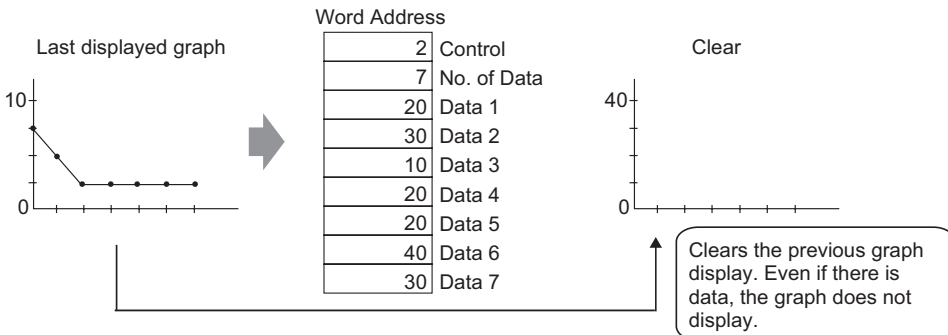 Word Address
Last displayed graph
10
0
2 Control
7 No. of Data
20 Data 1
30 Data 2
10 Data 3
20 Data 4
20 Data 5
40 Data 6
30 Data 7
Clear
40
0
Clears the previous graph
display. Even if there is
data, the graph does not
display.